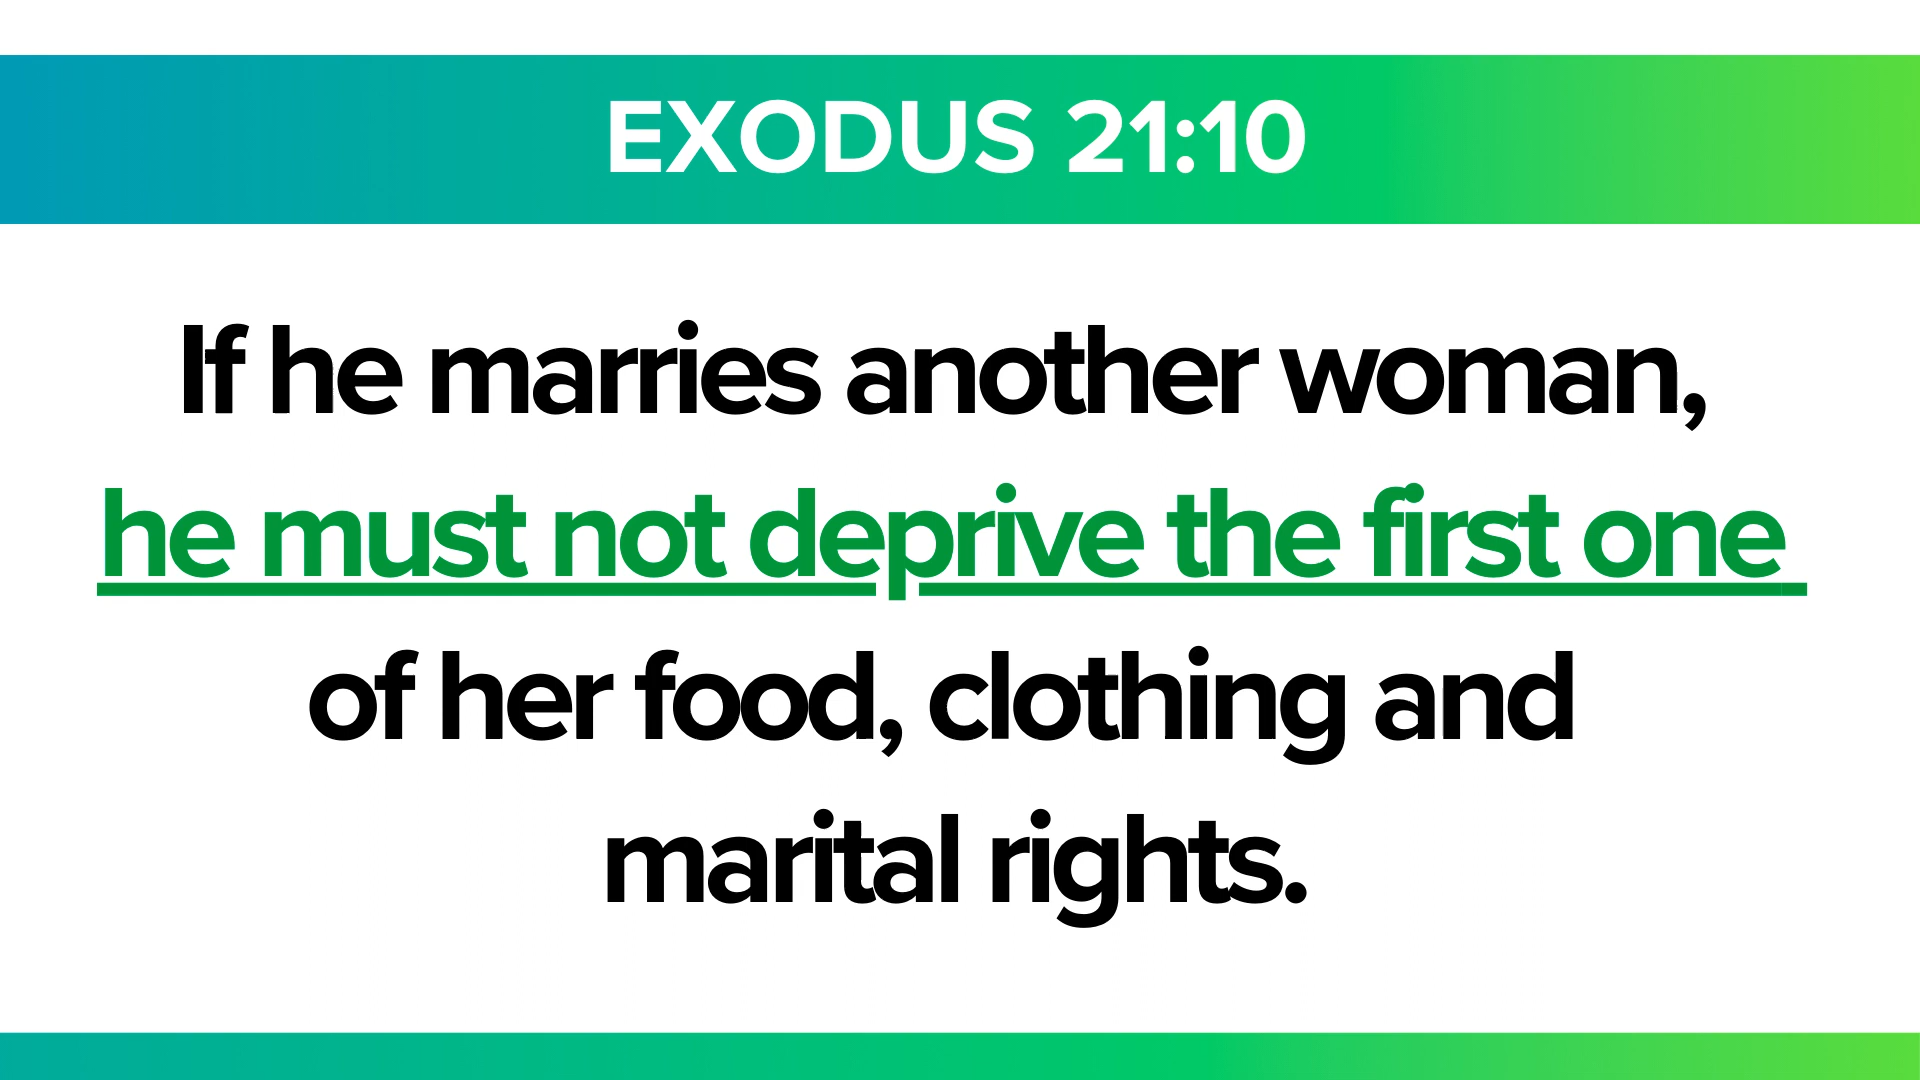 EXODUS 21:10
If he marries another woman,
he must not deprive the first one
of her food, clothing and
marital rights.